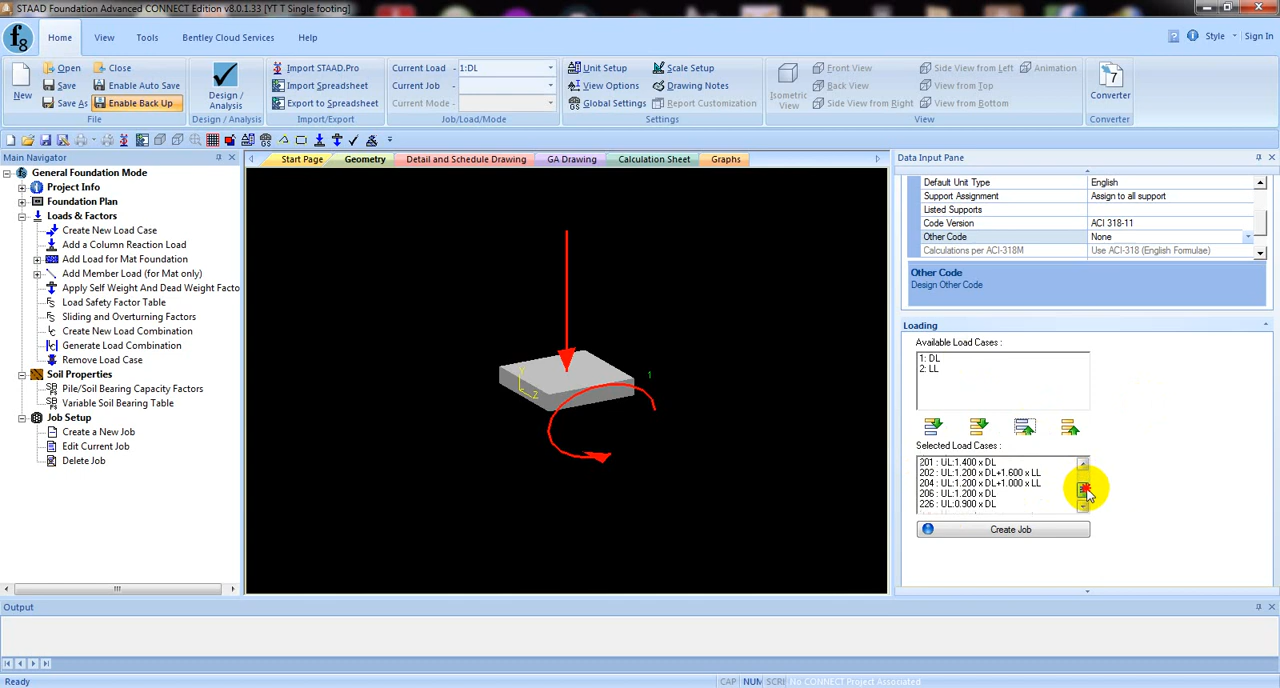 STAAD Foundation Advanced CONNECT Edition v8.0.1.33 [YT T Single footing]
Home View Tools Bentley Cloud Services Help
Style Sign In
New
Open Close
Save Enable Auto Save
Save As Enable Back Up
File
Design / Analysis
Design / Analysis
Import STAAD.Pro
Import Spreadsheet
Export to Spreadsheet
Import/Export
Current Load - 1:DL
Current Job -
Current Mode -
Job/Load/Mode
Unit Setup Scale Setup
View Options Drawing Notes
Global Settings Report Customization
Settings
Isometric View
Front View Side View from Left Animation
Back View View from Top
Side View from Right View from Bottom
View
Converter
Converter
Main Navigator
General Foundation Mode
Project Info
Foundation Plan
Loads & Factors
Create New Load Case
Add a Column Reaction Load
Add Load for Mat Foundation
Add Member Load (for Mat only)
Apply Self Weight And Dead Weight Facto
Load Safety Factor Table
Sliding and Overturning Factors
Create New Load Combination
Generate Load Combination
Remove Load Case
Soil Properties
Pile/Soil Bearing Capacity Factors
Variable Soil Bearing Table
Job Setup
Create a New Job
Edit Current Job
Delete Job
Start Page Geometry Detail and Schedule Drawing GA Drawing Calculation Sheet Graphs
Y
Z
1
Data Input Pane
Default Unit Type English
Support Assignment Assign to all support
Listed Supports
Code Version ACI 318-11
Other Code None
Calculations per ACI-318M Use ACI-318 (English Formulae)
Other Code
Design Other Code
Loading
Available Load Cases :
1: DL
2: LL
Selected Load Cases :
201 : UL:1.400 x DL
202 : UL:1.200 x DL+1.600 x LL
204 : UL:1.200 x DL+1.000 x LL
206 : UL:1.200 x DL
226 : UL:0.900 x DL
Create Job
Output
Ready
CAP NUM SCRI No CONNECT Project Associated